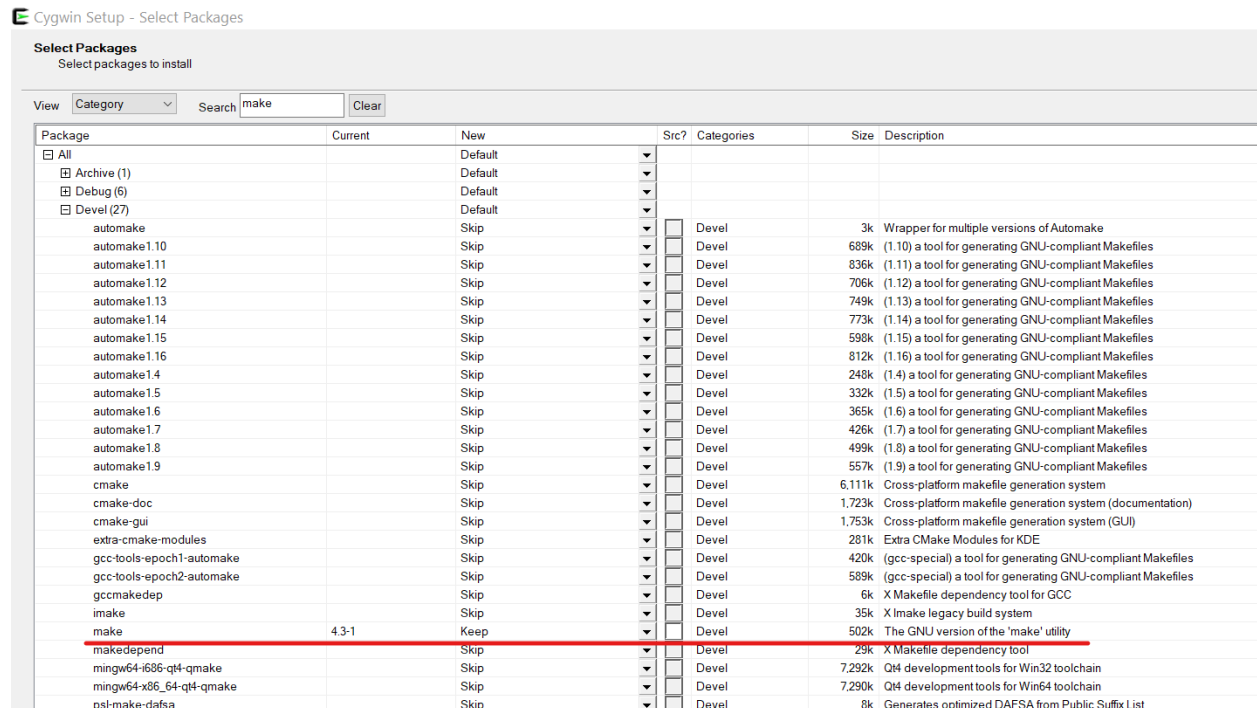 Cygwin Setup - Select Packages
Select Packages
Select packages to install
View Category Search make Clear
Package Current New Src? Categories Size Description
All Default
Archive (1) Default
Debug (6) Default
Devel (27) Default
automake Skip Devel 3k Wrapper for multiple versions of Automake
automake1.10 Skip Devel 689k (1.10) a tool for generating GNU-compliant Makefiles
automake1.11 Skip Devel 836k (1.11) a tool for generating GNU-compliant Makefiles
automake1.12 Skip Devel 706k (1.12) a tool for generating GNU-compliant Makefiles
automake1.13 Skip Devel 749k (1.13) a tool for generating GNU-compliant Makefiles
automake1.14 Skip Devel 773k (1.14) a tool for generating GNU-compliant Makefiles
automake1.15 Skip Devel 598k (1.15) a tool for generating GNU-compliant Makefiles
automake1.16 Skip Devel 812k (1.16) a tool for generating GNU-compliant Makefiles
automake1.4 Skip Devel 248k (1.4) a tool for generating GNU-compliant Makefiles
automake1.5 Skip Devel 332k (1.5) a tool for generating GNU-compliant Makefiles
automake1.6 Skip Devel 365k (1.6) a tool for generating GNU-compliant Makefiles
automake1.7 Skip Devel 426k (1.7) a tool for generating GNU-compliant Makefiles
automake1.8 Skip Devel 499k (1.8) a tool for generating GNU-compliant Makefiles
automake1.9 Skip Devel 557k (1.9) a tool for generating GNU-compliant Makefiles
cmake Skip Devel 6,111k Cross-platform makefile generation system
cmake-doc Skip Devel 1,723k Cross-platform makefile generation system (documentation)
cmake-gui Skip Devel 1,753k Cross-platform makefile generation system (GUI)
extra-cmake-modules Skip Devel 281k Extra CMake Modules for KDE
gcc-tools-epoch1-automake Skip Devel 420k (gcc-special) a tool for generating GNU-compliant Makefiles
gcc-tools-epoch2-automake Skip Devel 589k (gcc-special) a tool for generating GNU-compliant Makefiles
gccmakedep Skip Devel 6k X Makefile dependency tool for GCC
imake Skip Devel 35k X Imake legacy build system
make 4.3-1 Keep Devel 502k The GNU version of the 'make' utility
makedepend Skip Devel 29k X Makefile dependency tool
mingw64-i686-qt4-qmake Skip Devel 7,292k Qt4 development tools for Win32 toolchain
mingw64-x86_64-qt4-qmake Skip Devel 7,290k Qt4 development tools for Win64 toolchain
psl-make-dafsa Skip Devel 8k Generates optimized DAFSA from Public Suffix List